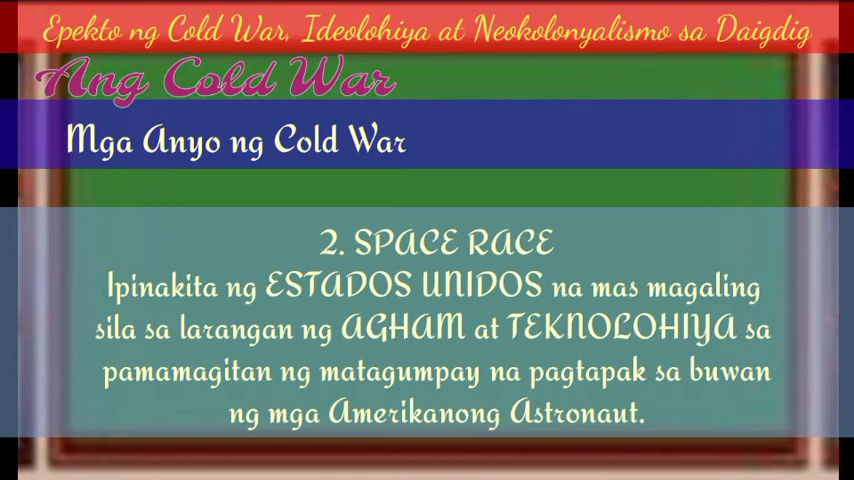 Epekto ng Cold War, Ideolohiya at Neokolonyalismo sa Daigdig
Ang Cold War
Mga Anyo ng Cold War
2. SPACE RACE
Ipinakita ng ESTADOS UNIDOS na mas magaling
sila sa larangan ng AGHAM at TEKNOLOHIYA sa
pamamagitan ng matagumpay na pagtapak sa buwan
ng mga Amerikanong Astronaut.